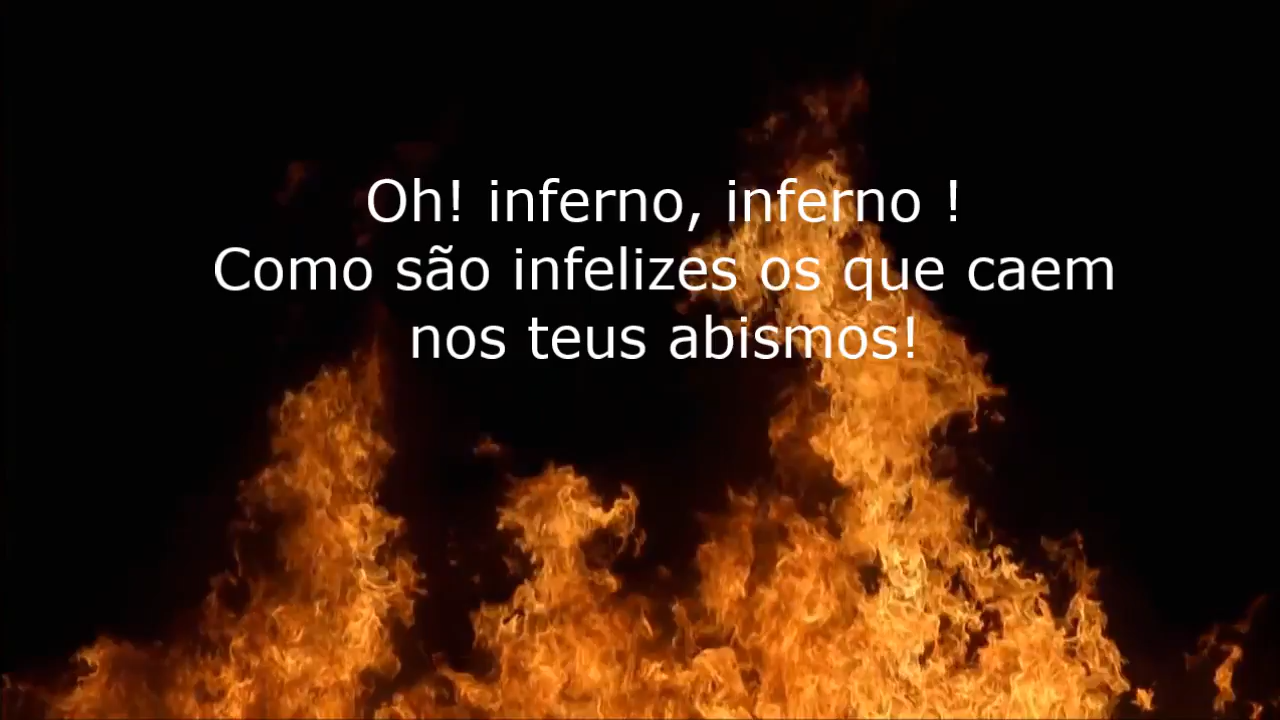 Oh! inferno, inferno !
Como são infelizes os que caem
nos teus abismos!